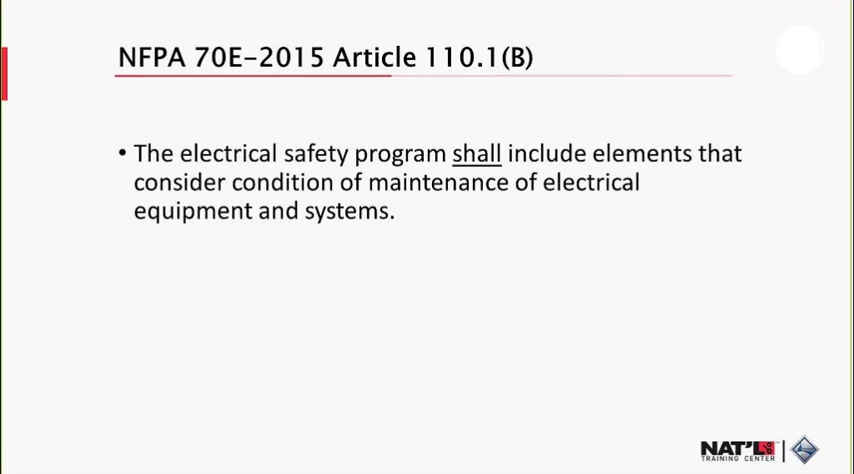 NFPA 70E-2015 Article 110.1(B)
• The electrical safety program shall include elements that
consider condition of maintenance of electrical
equipment and systems.
NAT'L
TRAINING CENTER